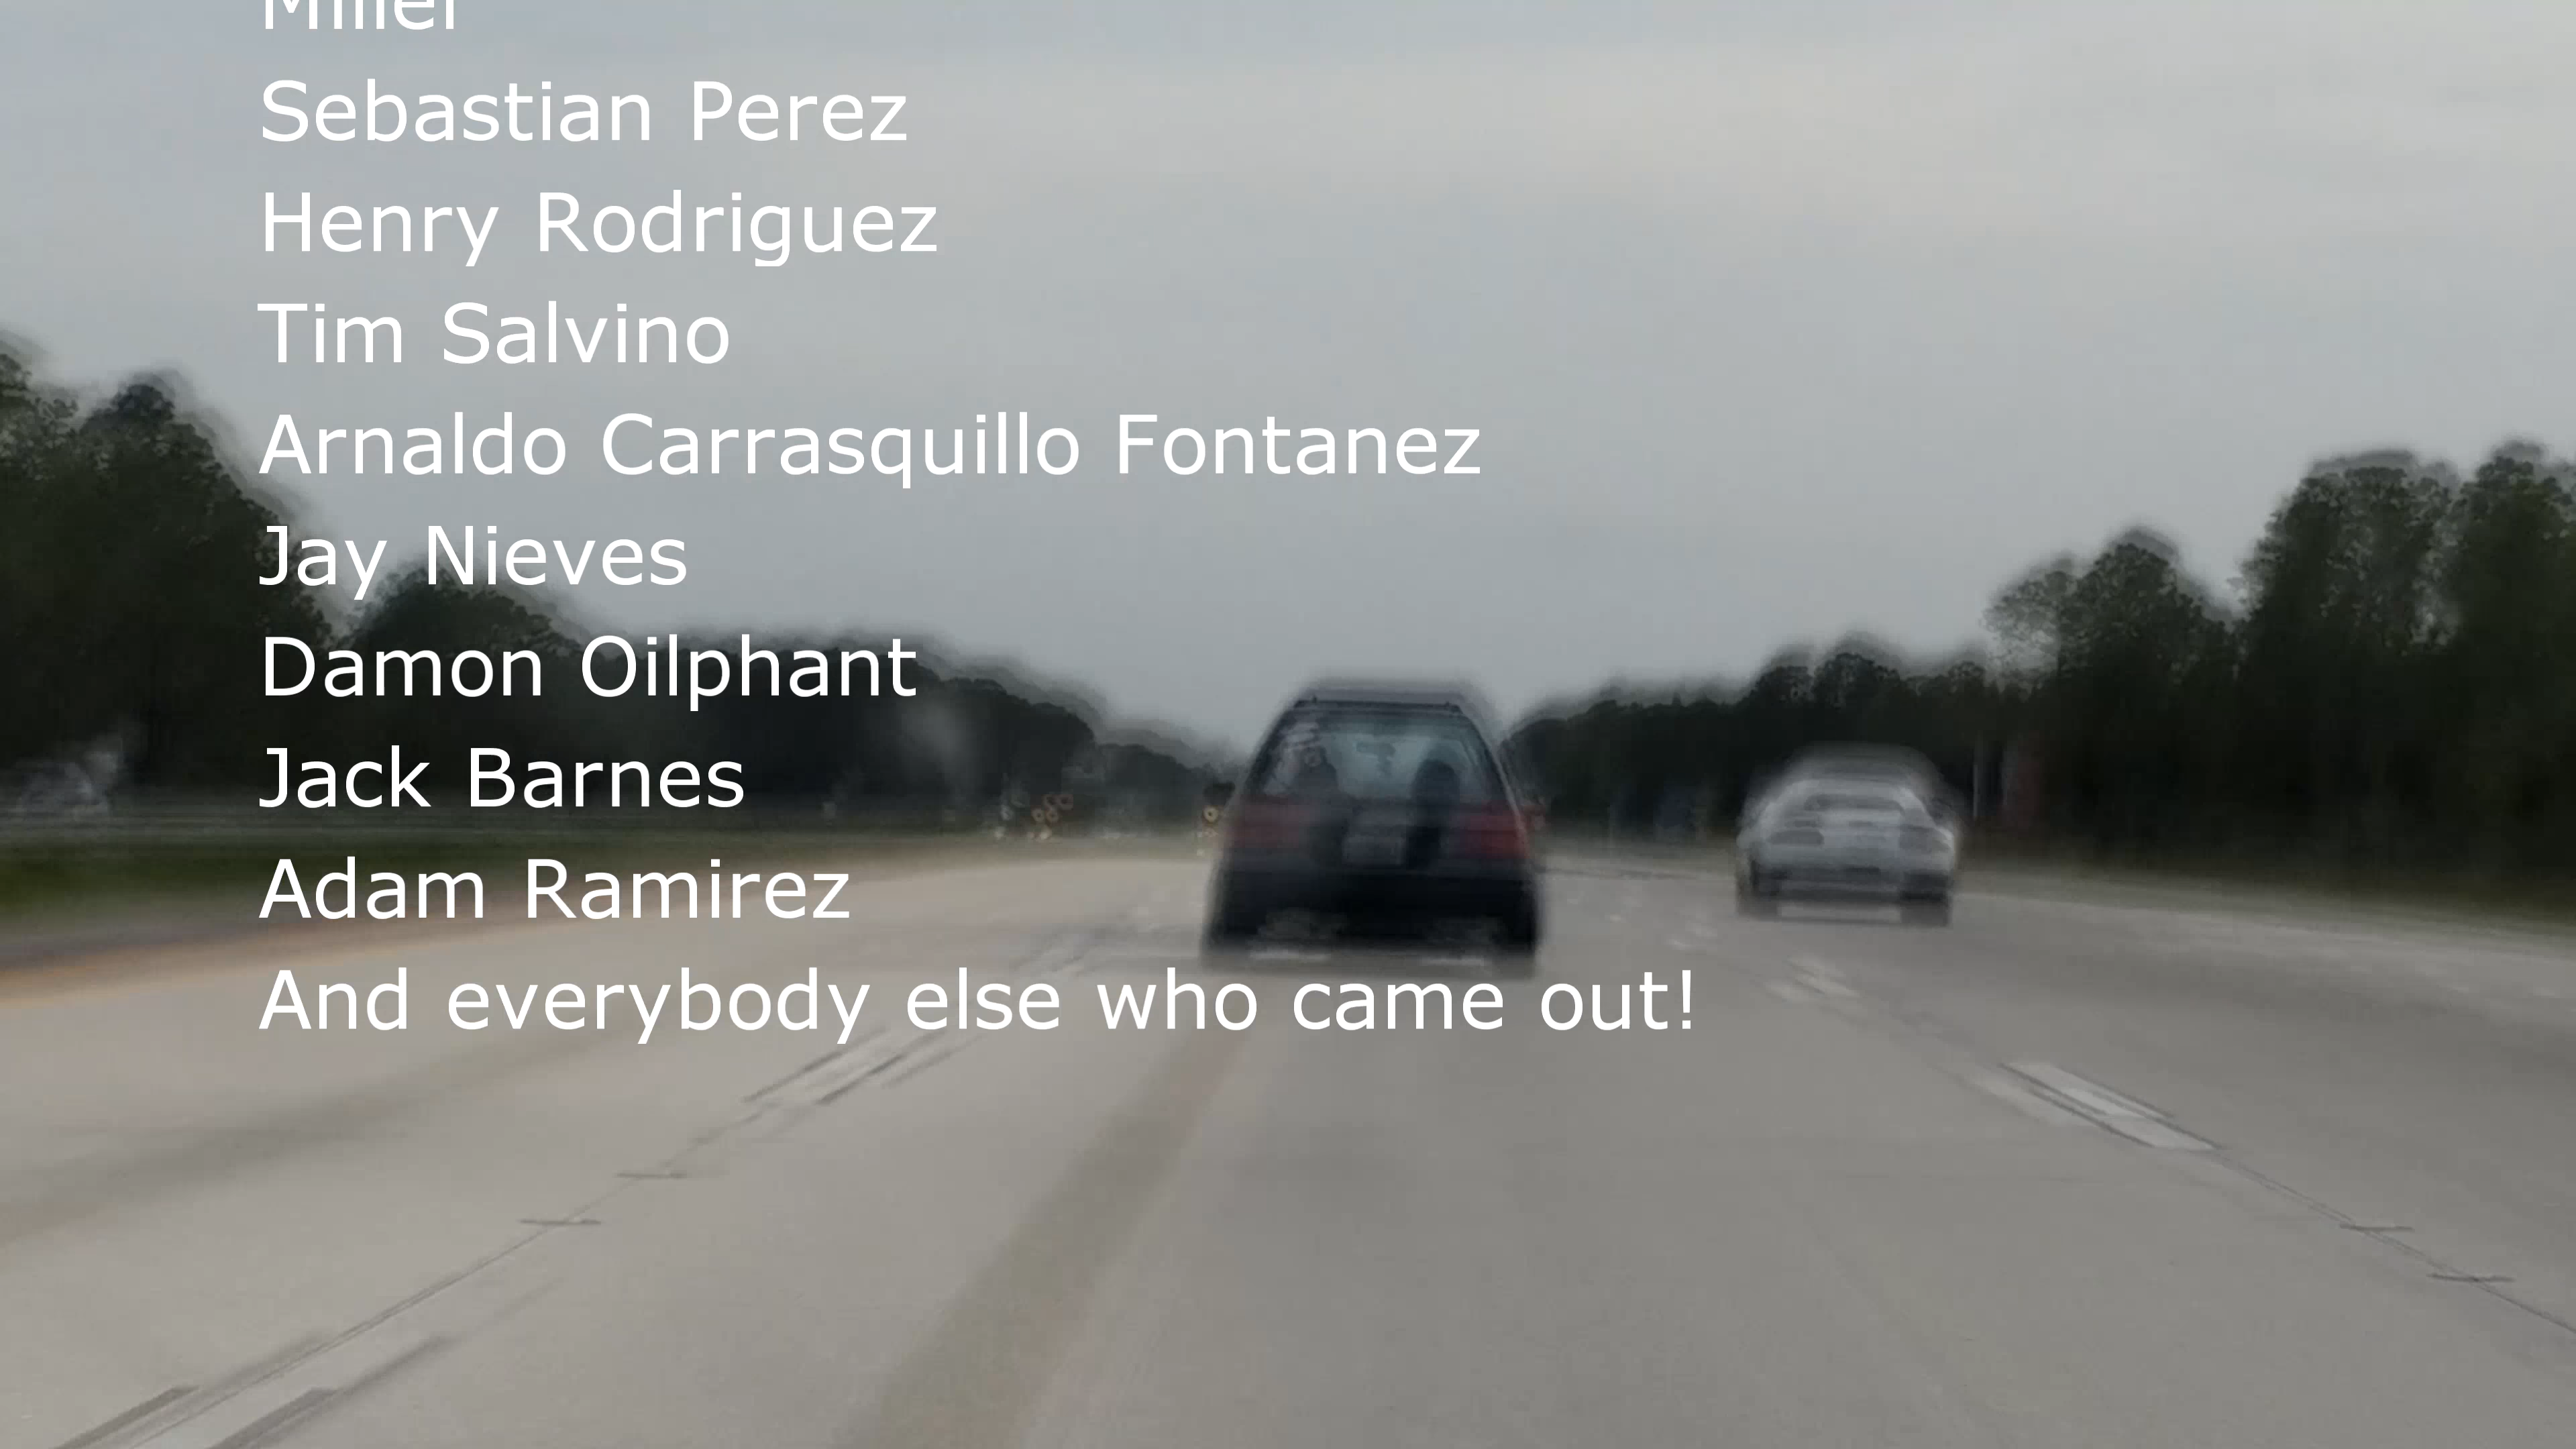 Miller
Sebastian Perez
Henry Rodriguez
Tim Salvino
Arnaldo Carrasquillo Fontanez
Jay Nieves
Damon Oilphant
Jack Barnes
Adam Ramirez
And everybody else who came out!